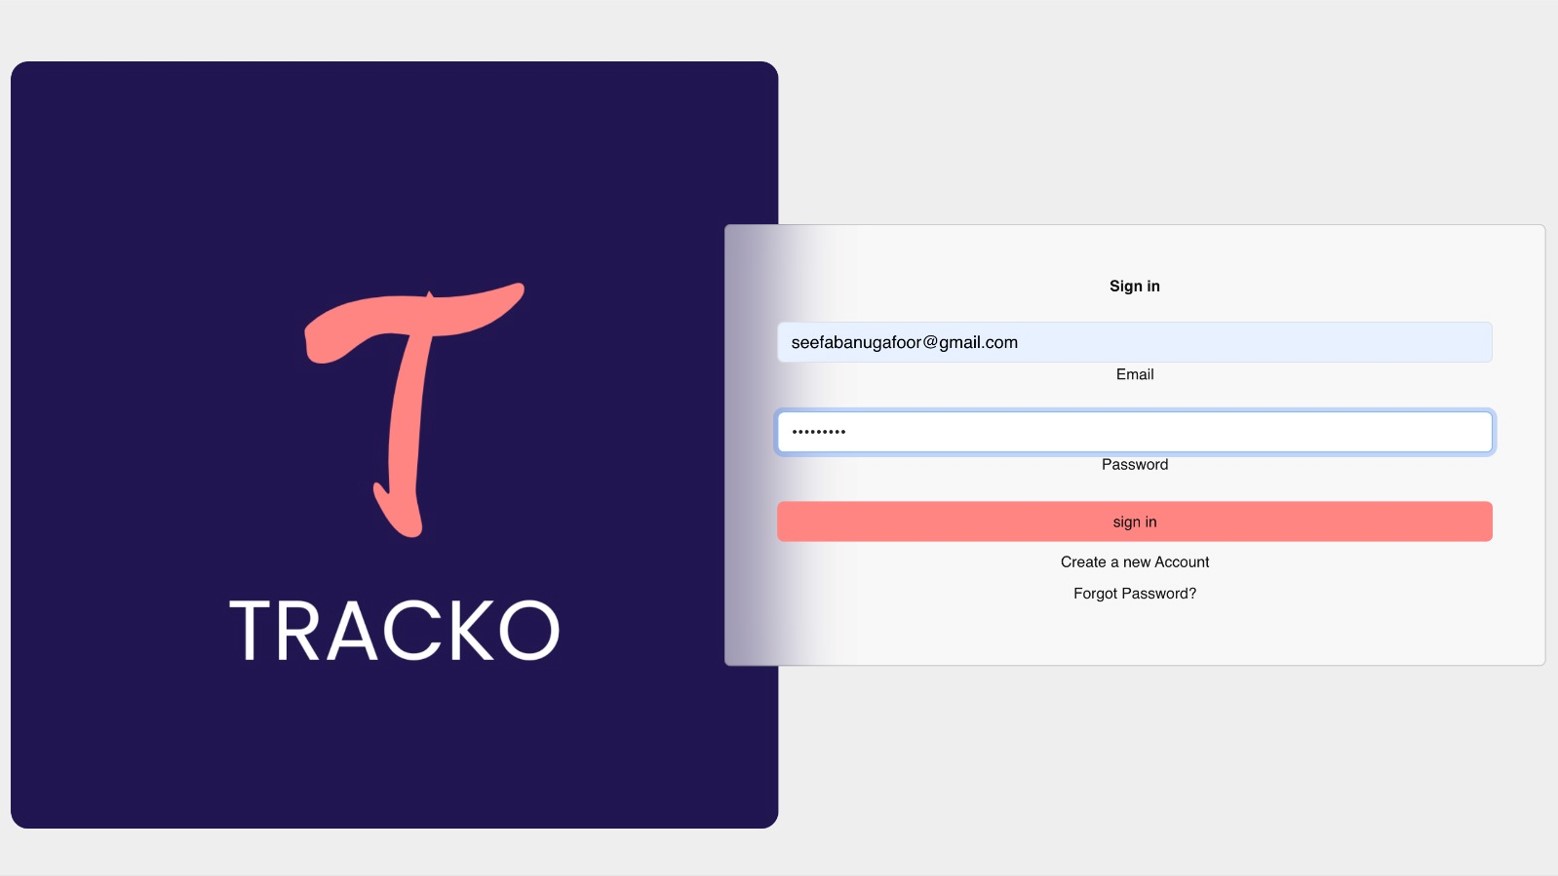 T
TRACKO
Sign in
seefabanugafoor@gmail.com
Email
•••••••••
Password
sign in
Create a new Account
Forgot Password?